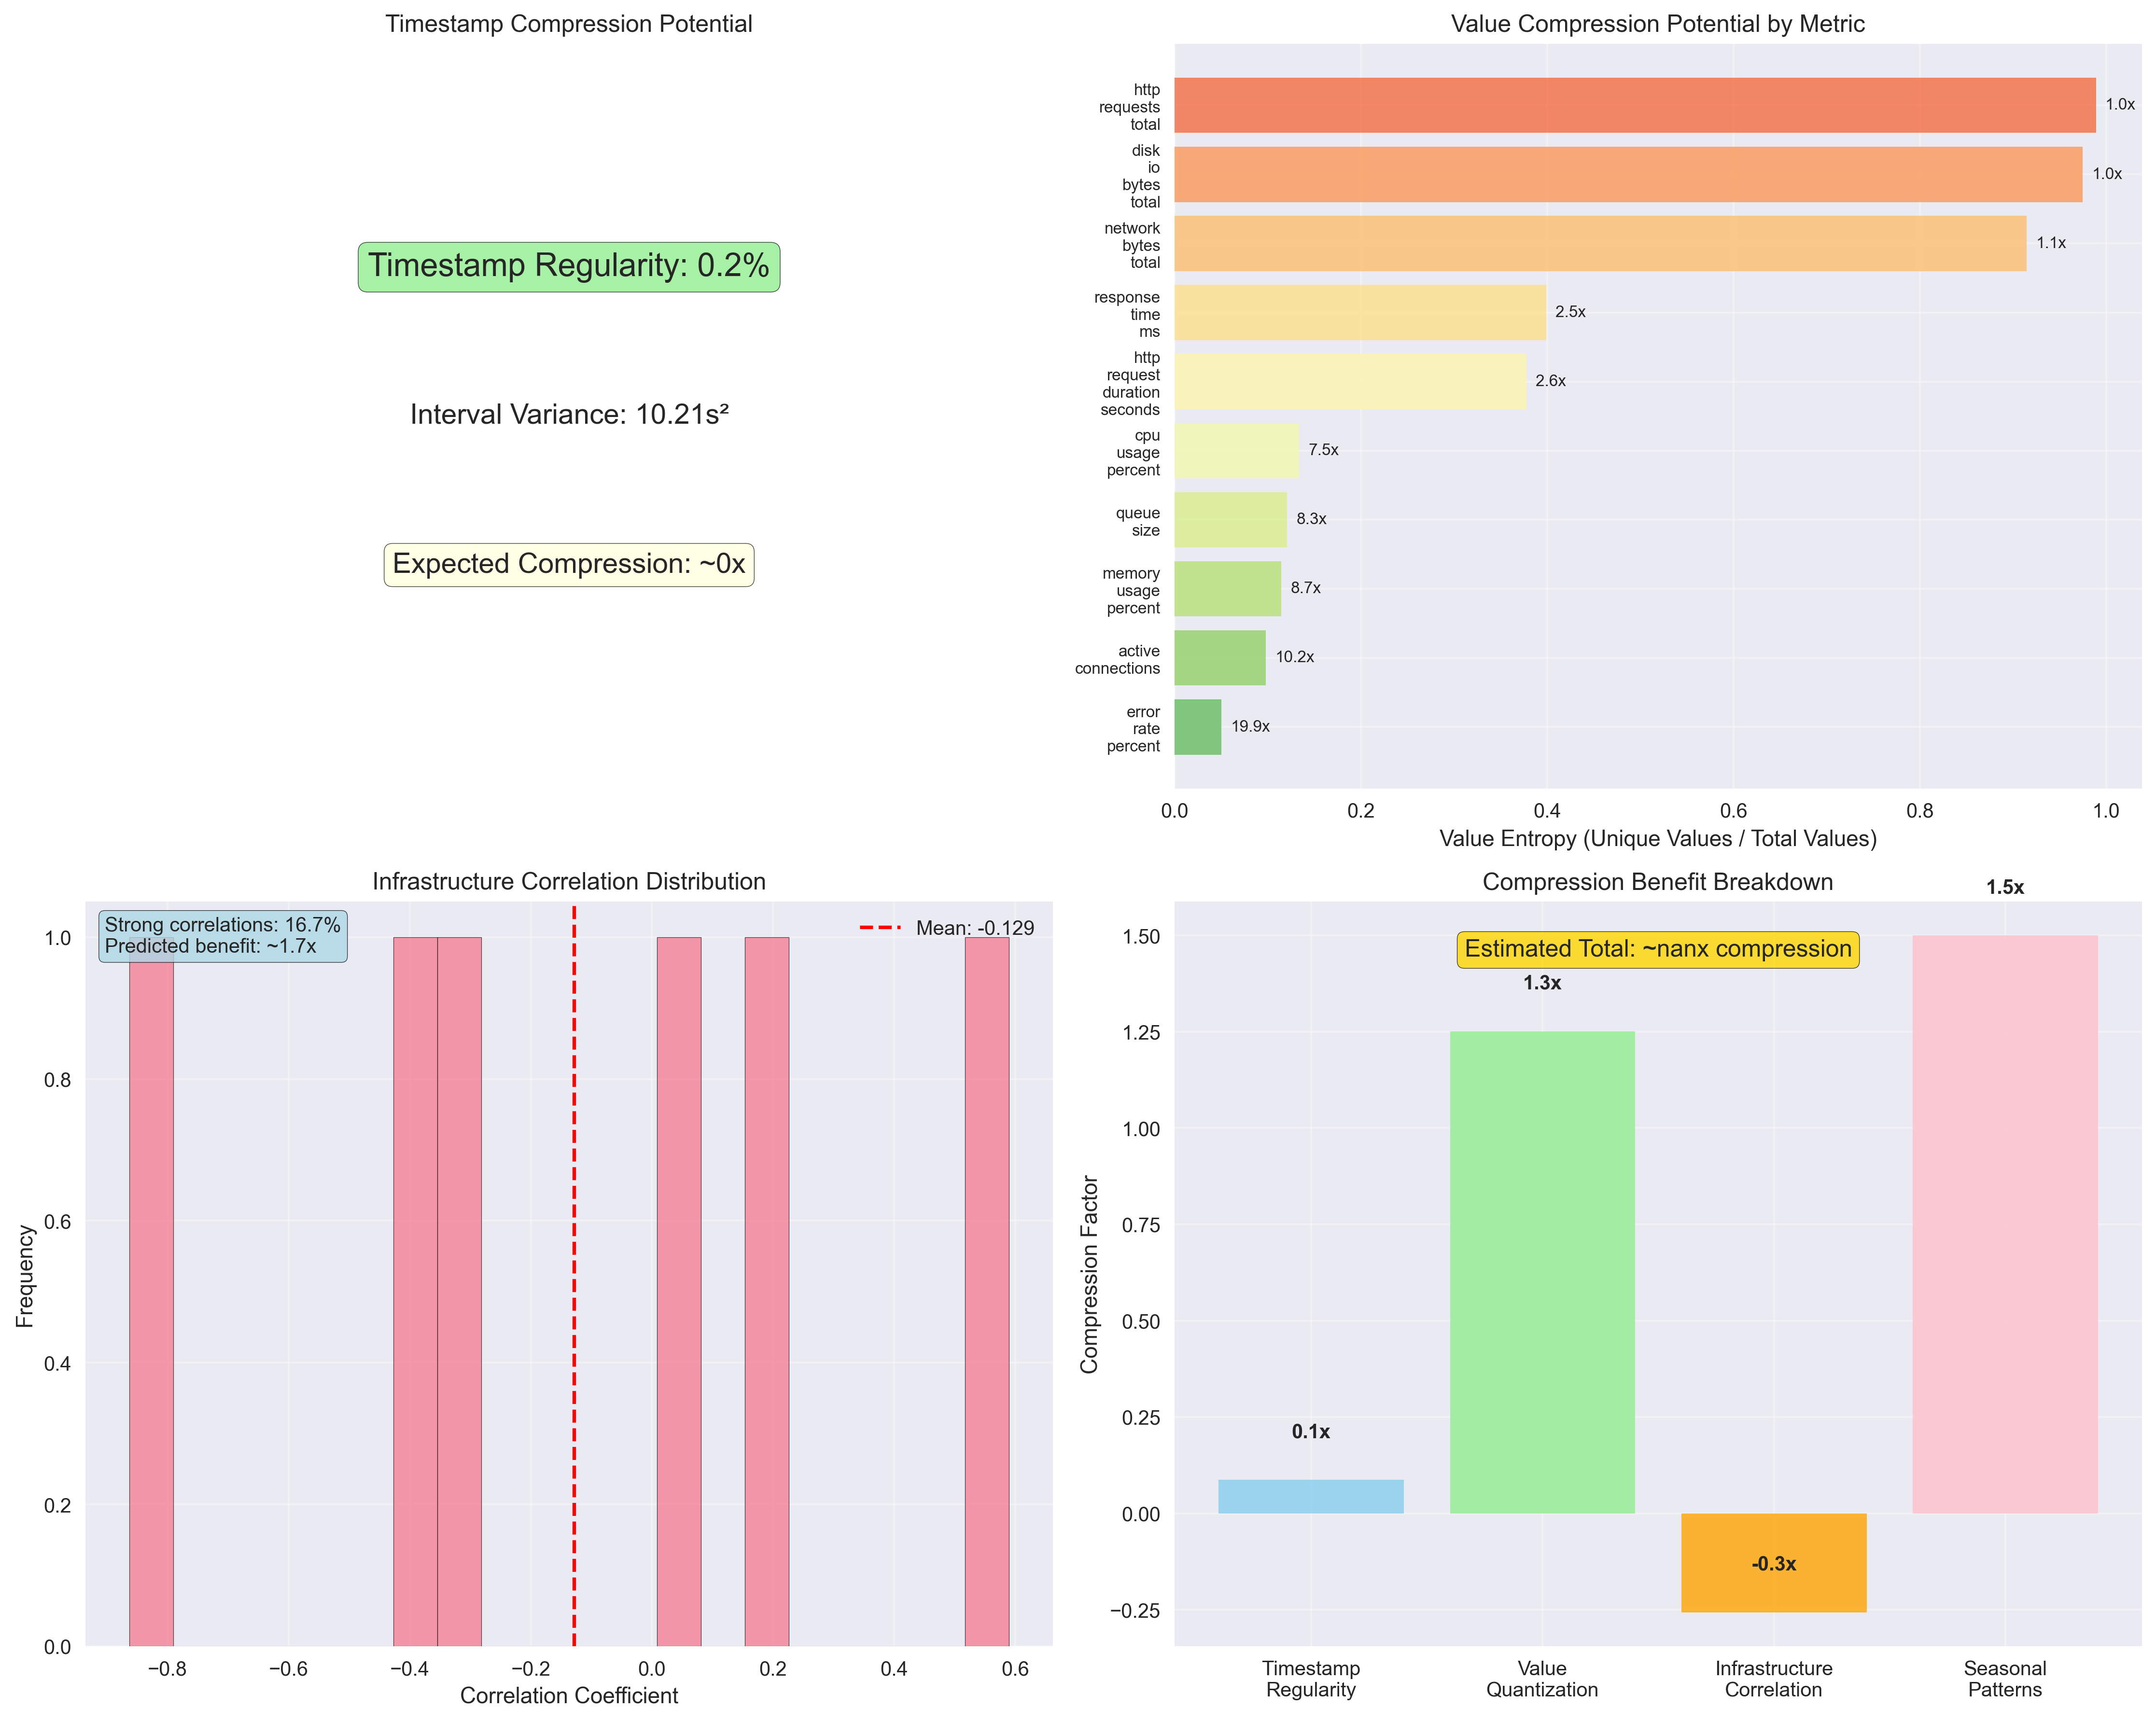 Timestamp Compression Potential
Timestamp Regularity: 0.2%
Interval Variance: 10.21s²
Expected Compression: ~0x
Value Compression Potential by Metric
http
requests
total
1.0x
disk
io
bytes
total
1.0x
network
bytes
total
1.1x
response
time
ms
2.5x
http
request
duration
seconds
2.6x
cpu
usage
percent
7.5x
queue
size
8.3x
memory
usage
percent
8.7x
active
connections
10.2x
error
rate
percent
19.9x
0.0 0.2 0.4 0.6 0.8 1.0
Value Entropy (Unique Values / Total Values)
Infrastructure Correlation Distribution
Strong correlations: 16.7%
Predicted benefit: ~1.7x
Mean: -0.129
Frequency
1.0
0.8
0.6
0.4
0.2
0.0
−0.8 −0.6 −0.4 −0.2 0.0 0.2 0.4 0.6
Correlation Coefficient
Compression Benefit Breakdown
Estimated Total: ~nanx compression
Compression Factor
1.50
1.25
1.00
0.75
0.50
0.25
0.00
−0.25
0.1x
1.3x
-0.3x
1.5x
Timestamp
Regularity
Value
Quantization
Infrastructure
Correlation
Seasonal
Patterns